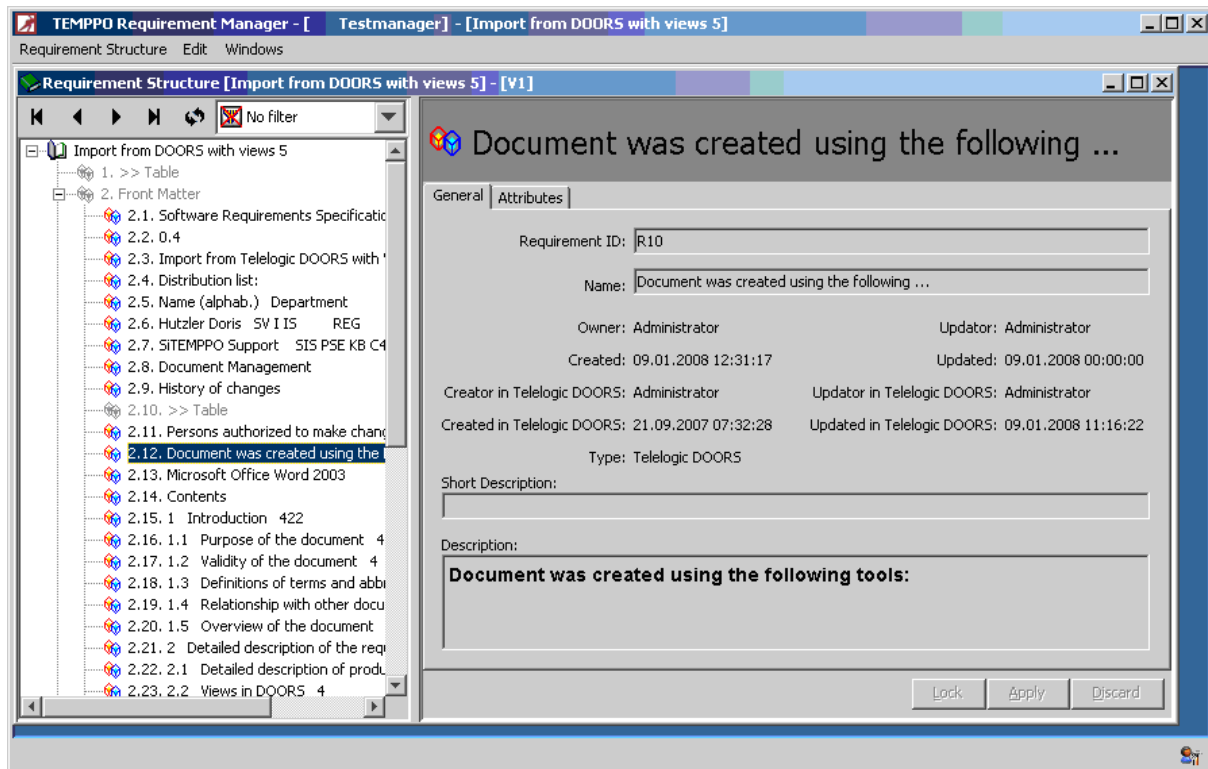 TEMPPO Requirement Manager - [ Testmanager] - [Import from DOORS with views 5]
Requirement Structure Edit Windows
Requirement Structure [Import from DOORS with views 5] - [V1]
No filter
Import from DOORS with views 5
1. >> Table
2. Front Matter
2.1. Software Requirements Specificatic
2.2. 0.4
2.3. Import from Telelogic DOORS with '
2.4. Distribution list:
2.5. Name (alphab.) Department
2.6. Hutzler Doris SV I IS REG
2.7. SiTEMPPO Support SIS PSE KB C4
2.8. Document Management
2.9. History of changes
2.10. >> Table
2.11. Persons authorized to make chang
2.12. Document was created using the
2.13. Microsoft Office Word 2003
2.14. Contents
2.15. 1 Introduction 422
2.16. 1.1 Purpose of the document 4
2.17. 1.2 Validity of the document 4
2.18. 1.3 Definitions of terms and abbr
2.19. 1.4 Relationship with other docu
2.20. 1.5 Overview of the document
2.21. 2 Detailed description of the requ
2.22. 2.1 Detailed description of produ
2.23. 2.2 Views in DOORS 4
Document was created using the following ...
General Attributes
Requirement ID: R10
Name: Document was created using the following ...
Owner: Administrator Updator: Administrator
Created: 09.01.2008 12:31:17 Updated: 09.01.2008 00:00:00
Creator in Telelogic DOORS: Administrator Updator in Telelogic DOORS: Administrator
Created in Telelogic DOORS: 21.09.2007 07:32:28 Updated in Telelogic DOORS: 09.01.2008 11:16:22
Type: Telelogic DOORS
Short Description:
Description:
Document was created using the following tools:
Lock Apply Discard